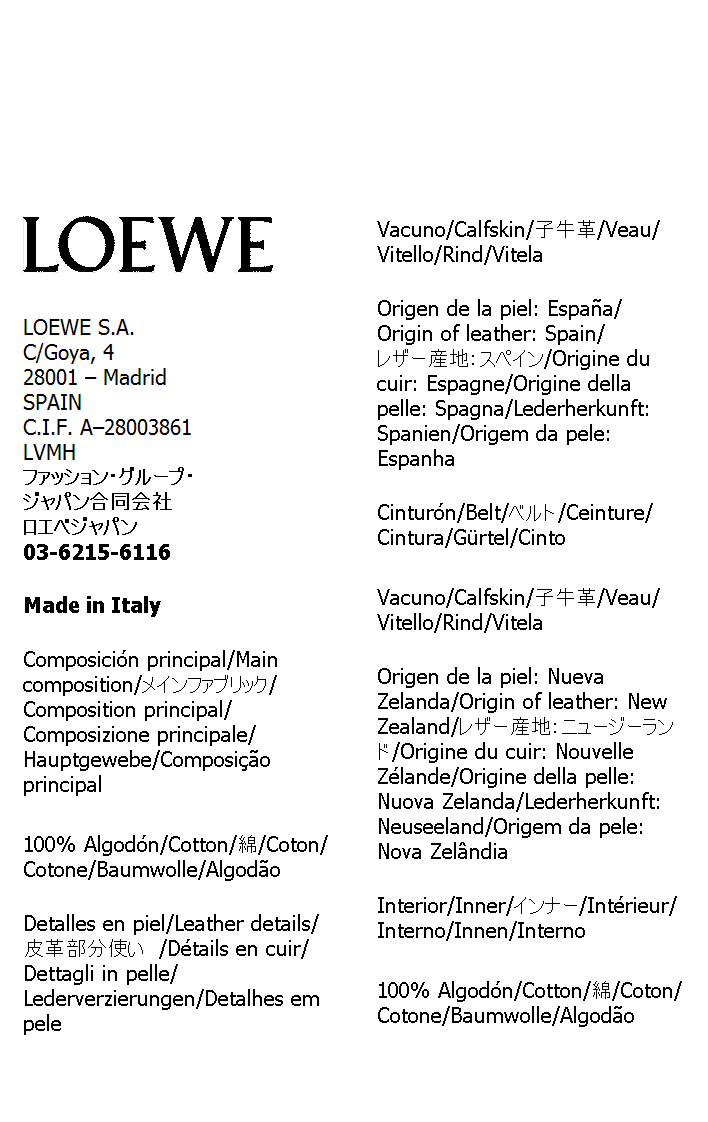 LOEWE
LOEWE S.A.
C/Goya, 4
28001 – Madrid
SPAIN
C.I.F. A–28003861
LVMH
ファッション・グループ・
ジャパン合同会社
ロエベジャパン
03-6215-6116
Made in Italy
Composición principal/Main
composition/メインファブリック/
Composition principal/
Composizione principale/
Hauptgewebe/Composição
principal
100% Algodón/Cotton/綿/Coton/
Cotone/Baumwolle/Algodão
Detalles en piel/Leather details/
皮革部分使い /Détails en cuir/
Dettagli in pelle/
Lederverzierungen/Detalhes em
pele
Vacuno/Calfskin/子牛革/Veau/
Vitello/Rind/Vitela
Origen de la piel: España/
Origin of leather: Spain/
レザー産地：スペイン/Origine du
cuir: Espagne/Origine della
pelle: Spagna/Lederherkunft:
Spanien/Origem da pele:
Espanha
Cinturón/Belt/ベルト/Ceinture/
Cintura/Gürtel/Cinto
Vacuno/Calfskin/子牛革/Veau/
Vitello/Rind/Vitela
Origen de la piel: Nueva
Zelanda/Origin of leather: New
Zealand/レザー産地：ニュージーラン
ド/Origine du cuir: Nouvelle
Zélande/Origine della pelle:
Nuova Zelanda/Lederherkunft:
Neuseeland/Origem da pele:
Nova Zelândia
Interior/Inner/インナー/Intérieur/
Interno/Innen/Interno
100% Algodón/Cotton/綿/Coton/
Cotone/Baumwolle/Algodão